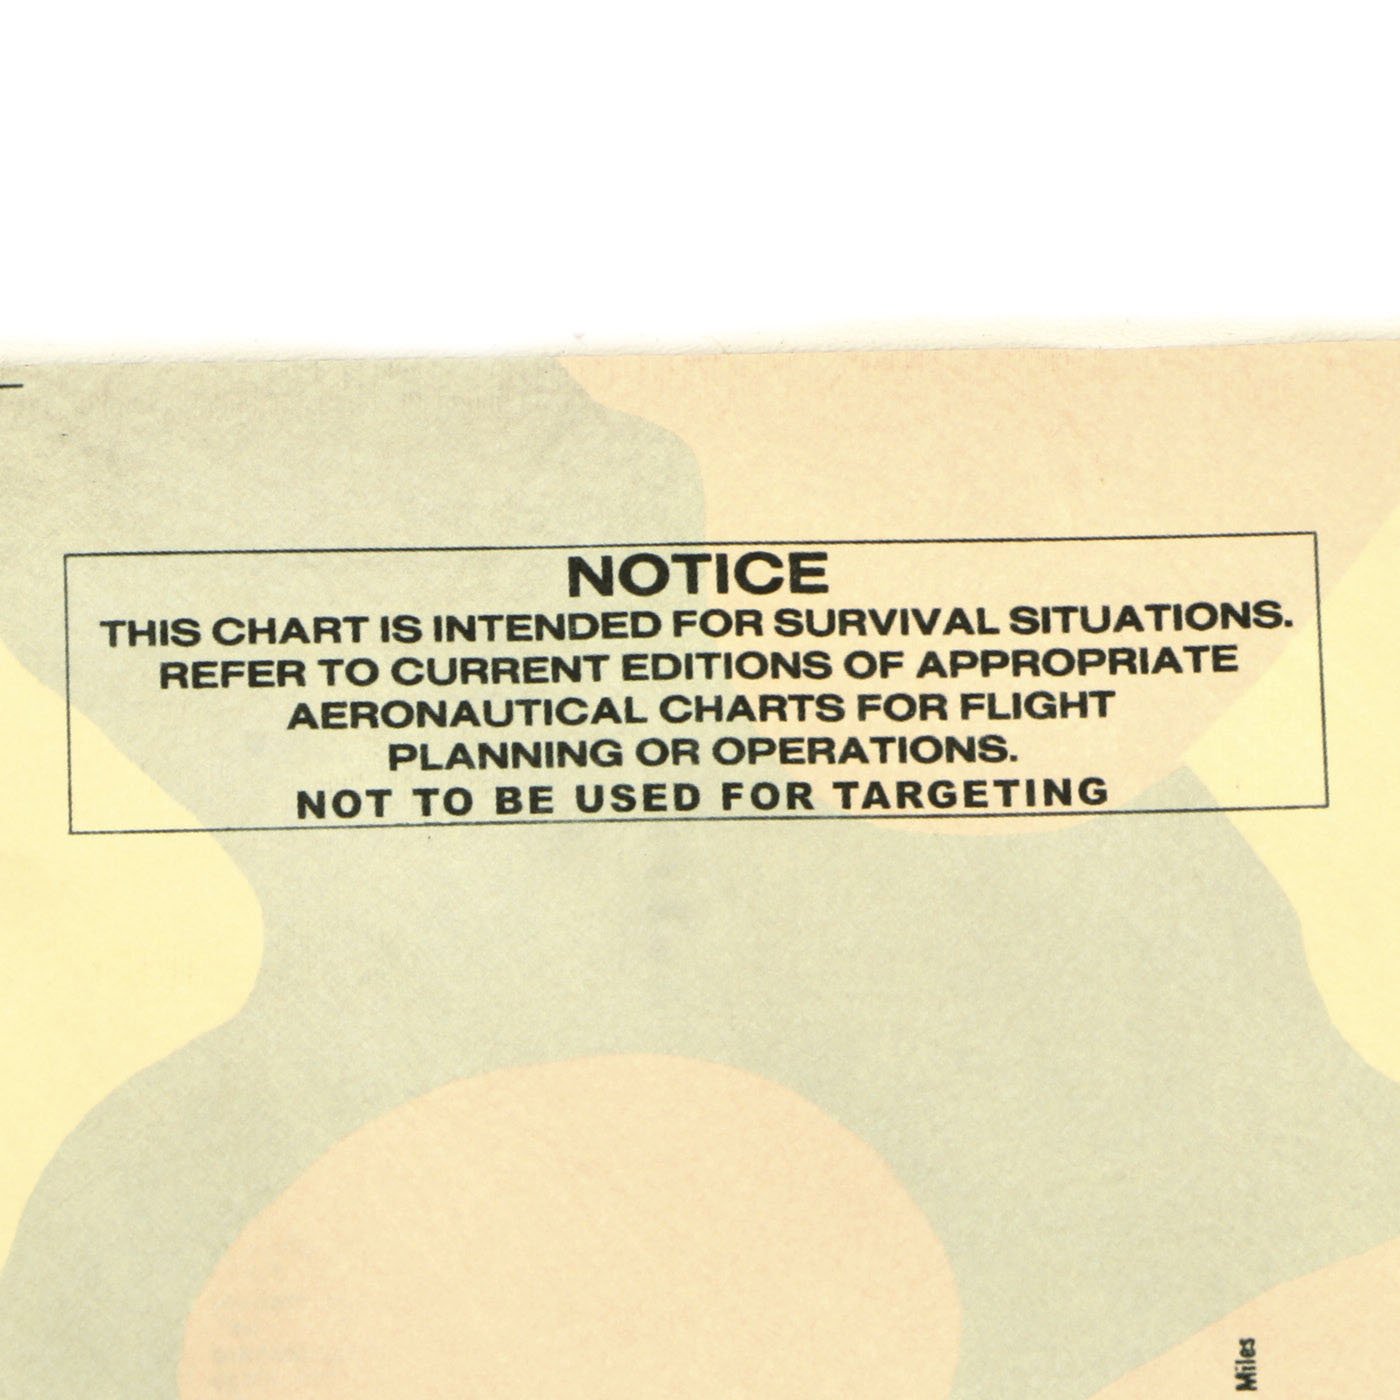 NOTICE
THIS CHART IS INTENDED FOR SURVIVAL SITUATIONS.
REFER TO CURRENT EDITIONS OF APPROPRIATE
AERONAUTICAL CHARTS FOR FLIGHT
PLANNING OR OPERATIONS.
NOT TO BE USED FOR TARGETING
Miles